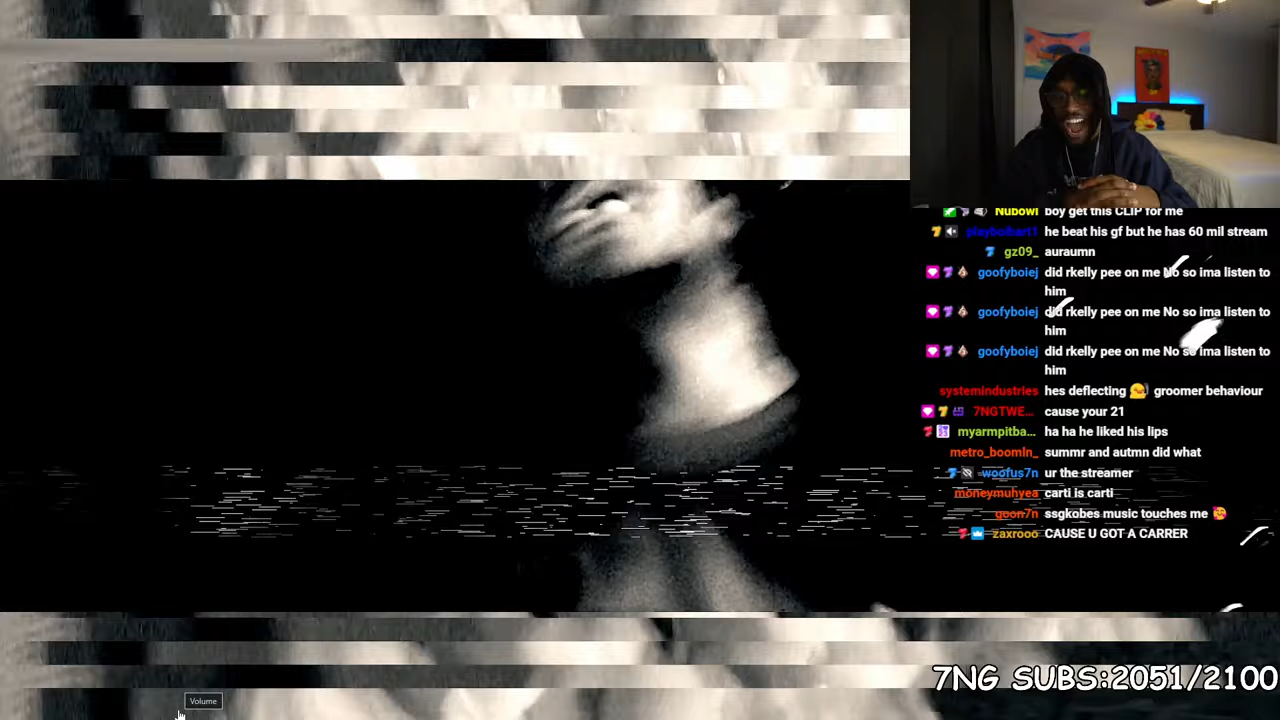 Nubowl boy get this CLIP for me
playboibart1 he beat his gf but he has 60 mil stream
gz09_ auraumn
goofyboiej did rkelly pee on me No so ima listen to
him
goofyboiej did rkelly pee on me No so ima listen to
him
goofyboiej did rkelly pee on me No so ima listen to
him
systemindustries hes deflecting groomer behaviour
7NGTWE... cause your 21
myarmpitba... ha ha he liked his lips
metro_boomln_ summr and autmn did what
woofus7n ur the streamer
moneymuhyea carti is carti
goon7n ssgkobes music touches me
zaxrooo CAUSE U GOT A CARRER
7NG SUBS:2051/2100
Volume